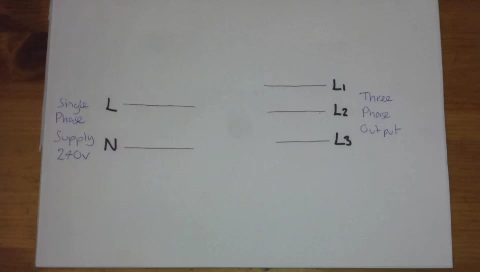 Single
Phase
Supply
240v
L
N
L1
L2
L3
Three
Phase
Output